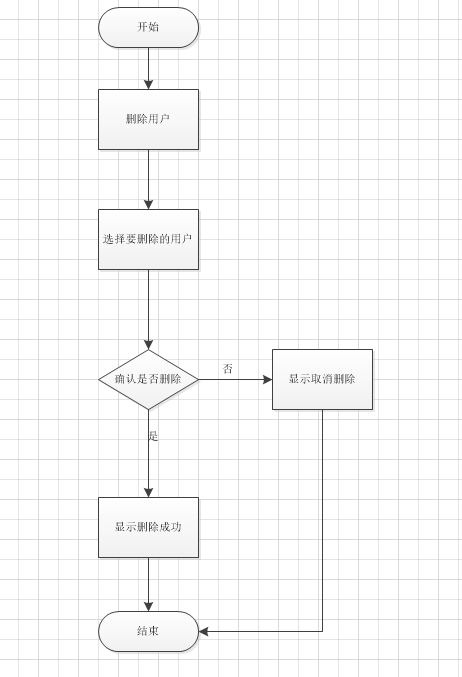 开始
删除用户
选择要删除的用户
确认是否删除
否
显示取消删除
是
显示删除成功
结束